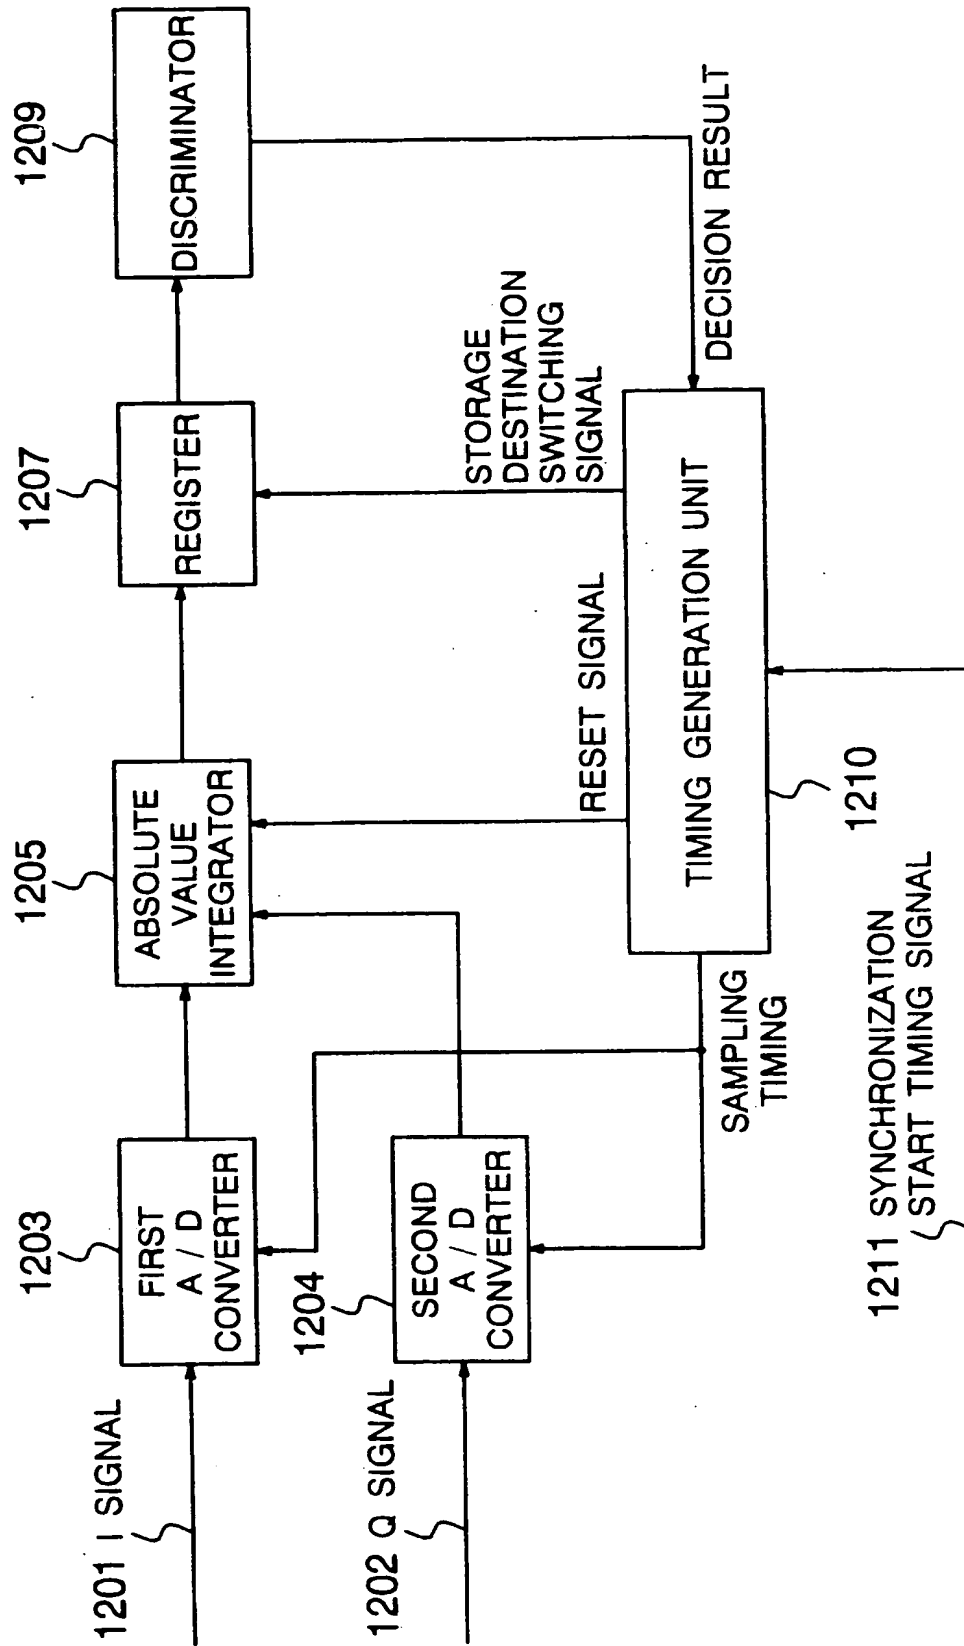 1201 I SIGNAL
1203
FIRST
A / D
CONVERTER
1205
ABSOLUTE
VALUE
INTEGRATOR
1207
REGISTER
1209
DISCRIMINATOR
1202 Q SIGNAL
1204
SECOND
A / D
CONVERTER
SAMPLING
TIMING
RESET SIGNAL
STORAGE
DESTINATION
SWITCHING
SIGNAL
DECISION RESULT
TIMING GENERATION UNIT
1210
1211 SYNCHRONIZATION
START TIMING SIGNAL